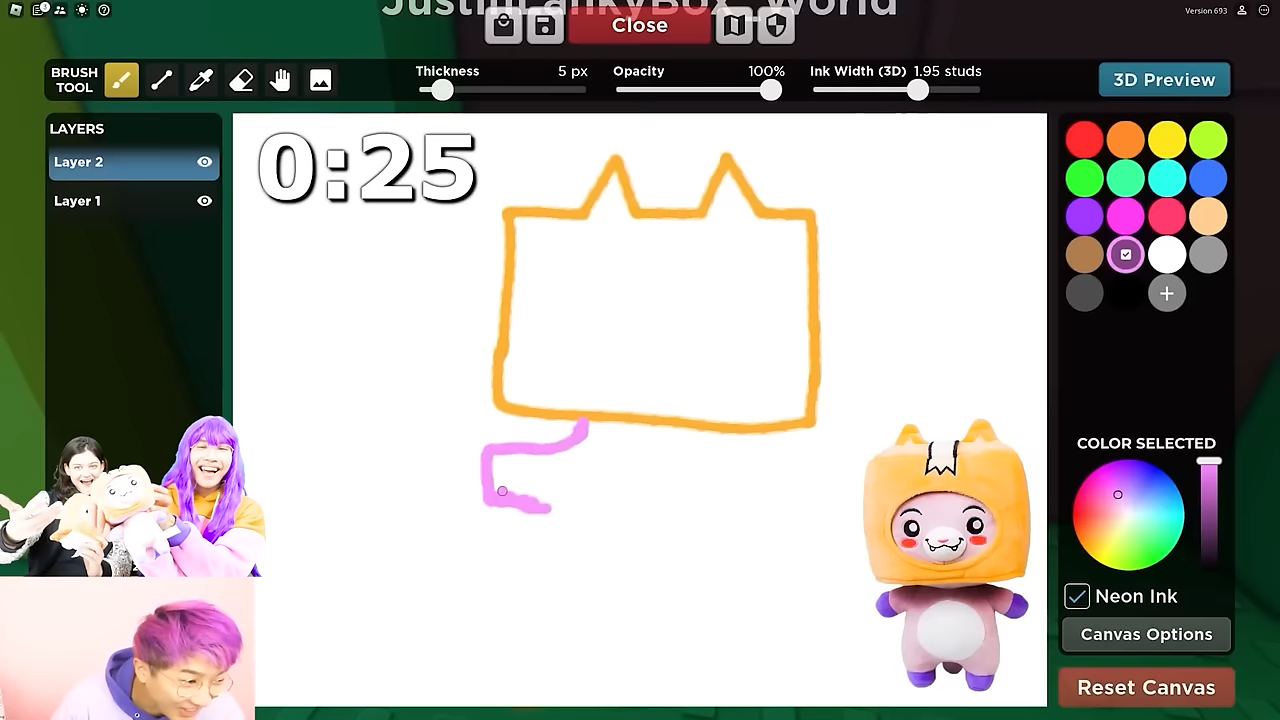 JustinLankyBox_World
Version 693
Close
BRUSH
TOOL
Thickness 5 px
Opacity 100%
Ink Width (3D) 1.95 studs
3D Preview
LAYERS
Layer 2
Layer 1
0:25
COLOR SELECTED
Neon Ink
Canvas Options
Reset Canvas